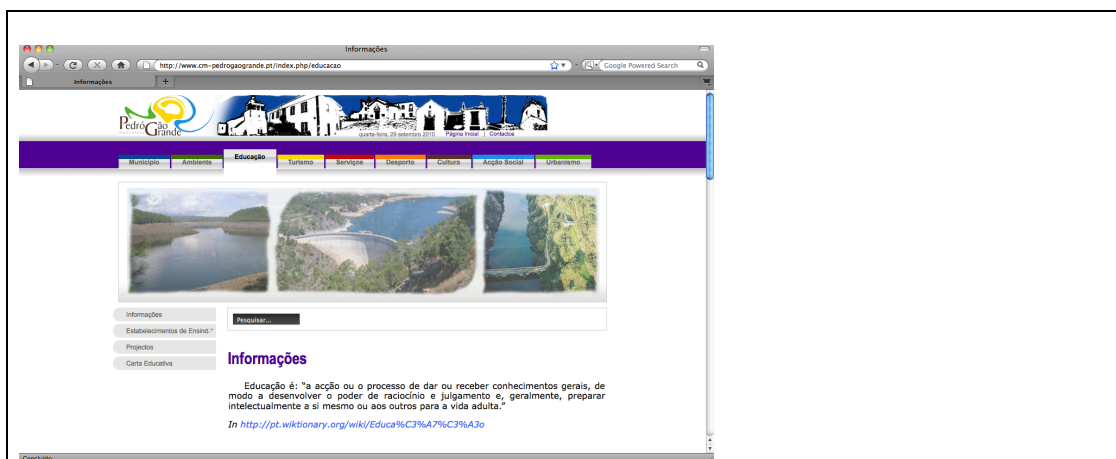 Informações
http://www.cm-pedrogaogrande.pt/index.php/educacao
Google Powered Search
Informações
Pedrógão
Grande
quarta-feira, 29 setembro 2010 Página Inicial | Contactos
Município Ambiente Educação Turismo Serviços Desporto Cultura Acção Social Urbanismo
Informações
Estabelecimentos de Ensino
Projectos
Carta Educativa
Pesquisar...
Informações
Educação é: “a acção ou o processo de dar ou receber conhecimentos gerais, de
modo a desenvolver o poder de raciocínio e julgamento e, geralmente, preparar
intelectualmente a si mesmo ou aos outros para a vida adulta.”
In http://pt.wiktionary.org/wiki/Educa%C3%A7%C3%A3o
Concluído